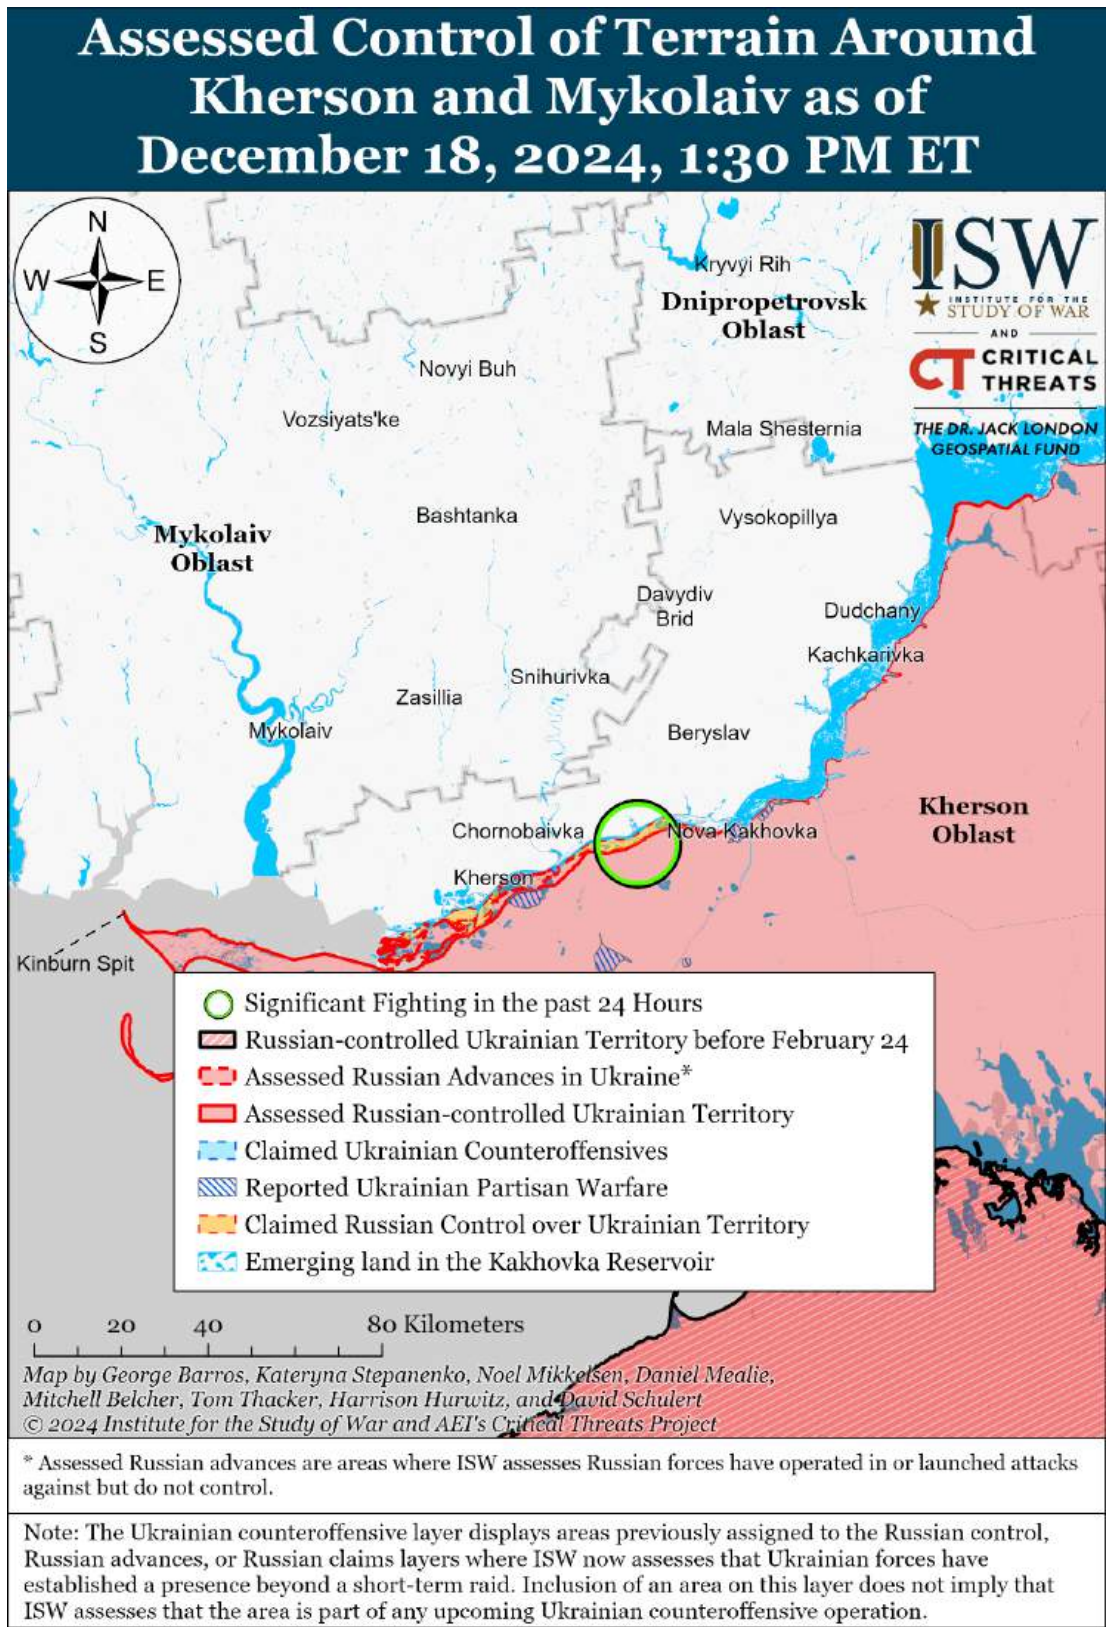 Assessed Control of Terrain Around
Kherson and Mykolaiv as of
December 18, 2024, 1:30 PM ET
N
W
E
S
ISW
INSTITUTE FOR THE
STUDY OF WAR
AND
CT CRITICAL
THREATS
THE DR. JACK LONDON
GEOSPATIAL FUND
Kryvyi Rih
Dnipropetrovsk
Oblast
Novyi Buh
Vozsiyats'ke
Mala Shesternia
Bashtanka
Vysokopillya
Mykolaiv
Oblast
Davydiv
Brid
Dudchany
Kachkarivka
Snihurivka
Zasillia
Mykolaiv
Beryslav
Kherson
Oblast
Chornobaivka
Nova Kakhovka
Kherson
Kinburn Spit
Significant Fighting in the past 24 Hours
Russian-controlled Ukrainian Territory before February 24
Assessed Russian Advances in Ukraine*
Assessed Russian-controlled Ukrainian Territory
Claimed Ukrainian Counteroffensives
Reported Ukrainian Partisan Warfare
Claimed Russian Control over Ukrainian Territory
Emerging land in the Kakhovka Reservoir
0 20 40 80 Kilometers
Map by George Barros, Kateryna Stepanenko, Noel Mikkelsen, Daniel Mealie,
Mitchell Belcher, Tom Thacker, Harrison Hurwitz, and David Schulert
© 2024 Institute for the Study of War and AEI's Critical Threats Project
* Assessed Russian advances are areas where ISW assesses Russian forces have operated in or launched attacks
against but do not control.
Note: The Ukrainian counteroffensive layer displays areas previously assigned to the Russian control,
Russian advances, or Russian claims layers where ISW now assesses that Ukrainian forces have
established a presence beyond a short-term raid. Inclusion of an area on this layer does not imply that
ISW assesses that the area is part of any upcoming Ukrainian counteroffensive operation.